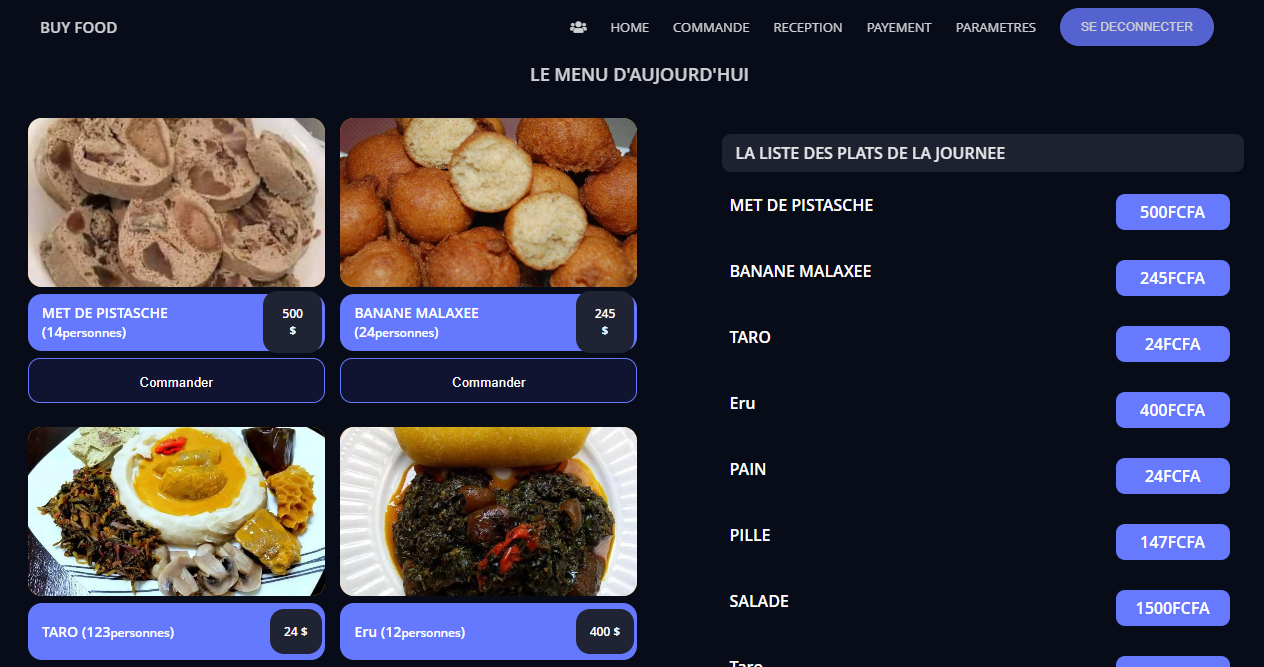 BUY FOOD
HOME
COMMANDE
RECEPTION
PAYEMENT
PARAMETRES
SE DECONNECTER
LE MENU D'AUJOURD'HUI
MET DE PISTASCHE
(14personnes)
500
$
Commander
BANANE MALAXEE
(24personnes)
245
$
Commander
TARO (123personnes)
24 $
Eru (12personnes)
400 $
LA LISTE DES PLATS DE LA JOURNEE
MET DE PISTASCHE
500FCFA
BANANE MALAXEE
245FCFA
TARO
24FCFA
Eru
400FCFA
PAIN
24FCFA
PILLE
147FCFA
SALADE
1500FCFA
Taro